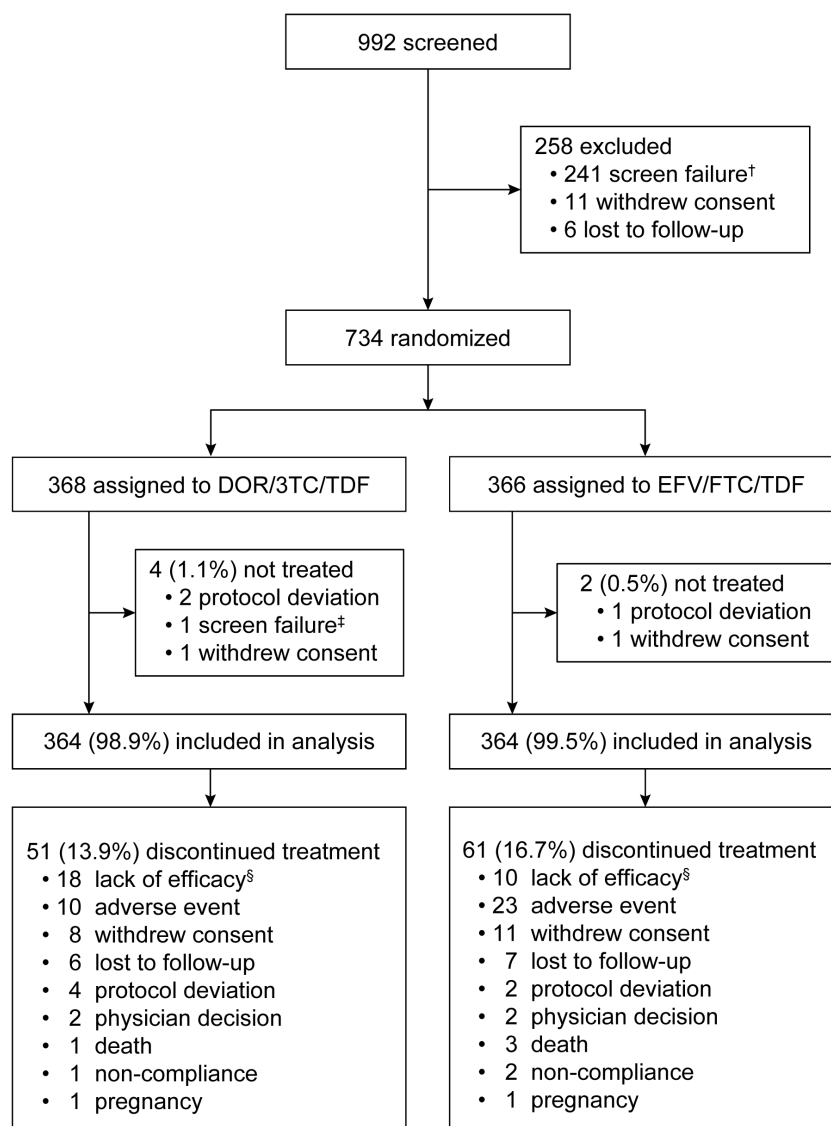 992 screened
258 excluded
• 241 screen failure†
• 11 withdrew consent
• 6 lost to follow-up
734 randomized
368 assigned to DOR/3TC/TDF
366 assigned to EFV/FTC/TDF
4 (1.1%) not treated
• 2 protocol deviation
• 1 screen failure‡
• 1 withdrew consent
2 (0.5%) not treated
• 1 protocol deviation
• 1 withdrew consent
364 (98.9%) included in analysis
364 (99.5%) included in analysis
51 (13.9%) discontinued treatment
• 18 lack of efficacy§
• 10 adverse event
• 8 withdrew consent
• 6 lost to follow-up
• 4 protocol deviation
• 2 physician decision
• 1 death
• 1 non-compliance
• 1 pregnancy
61 (16.7%) discontinued treatment
• 10 lack of efficacy§
• 23 adverse event
• 11 withdrew consent
• 7 lost to follow-up
• 2 protocol deviation
• 2 physician decision
• 3 death
• 2 non-compliance
• 1 pregnancy